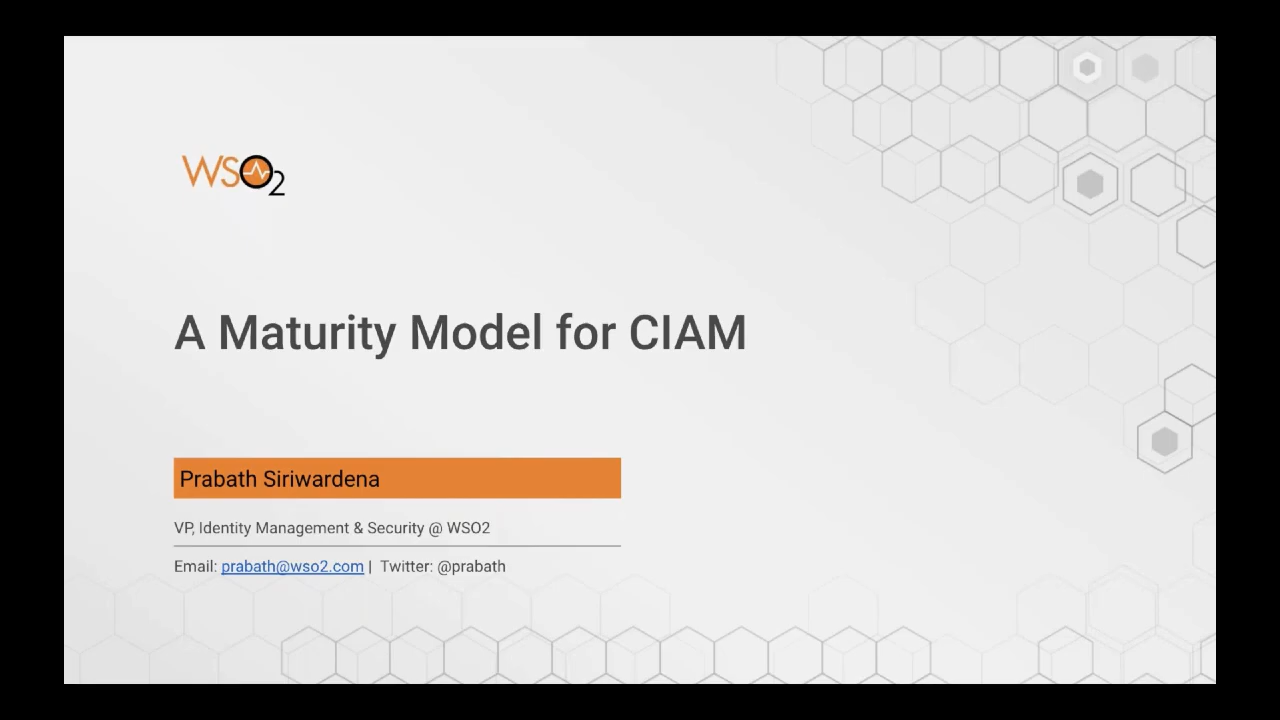 WSO2
A Maturity Model for CIAM
Prabath Siriwardena
VP, Identity Management & Security @ WSO2
Email: prabath@wso2.com | Twitter: @prabath